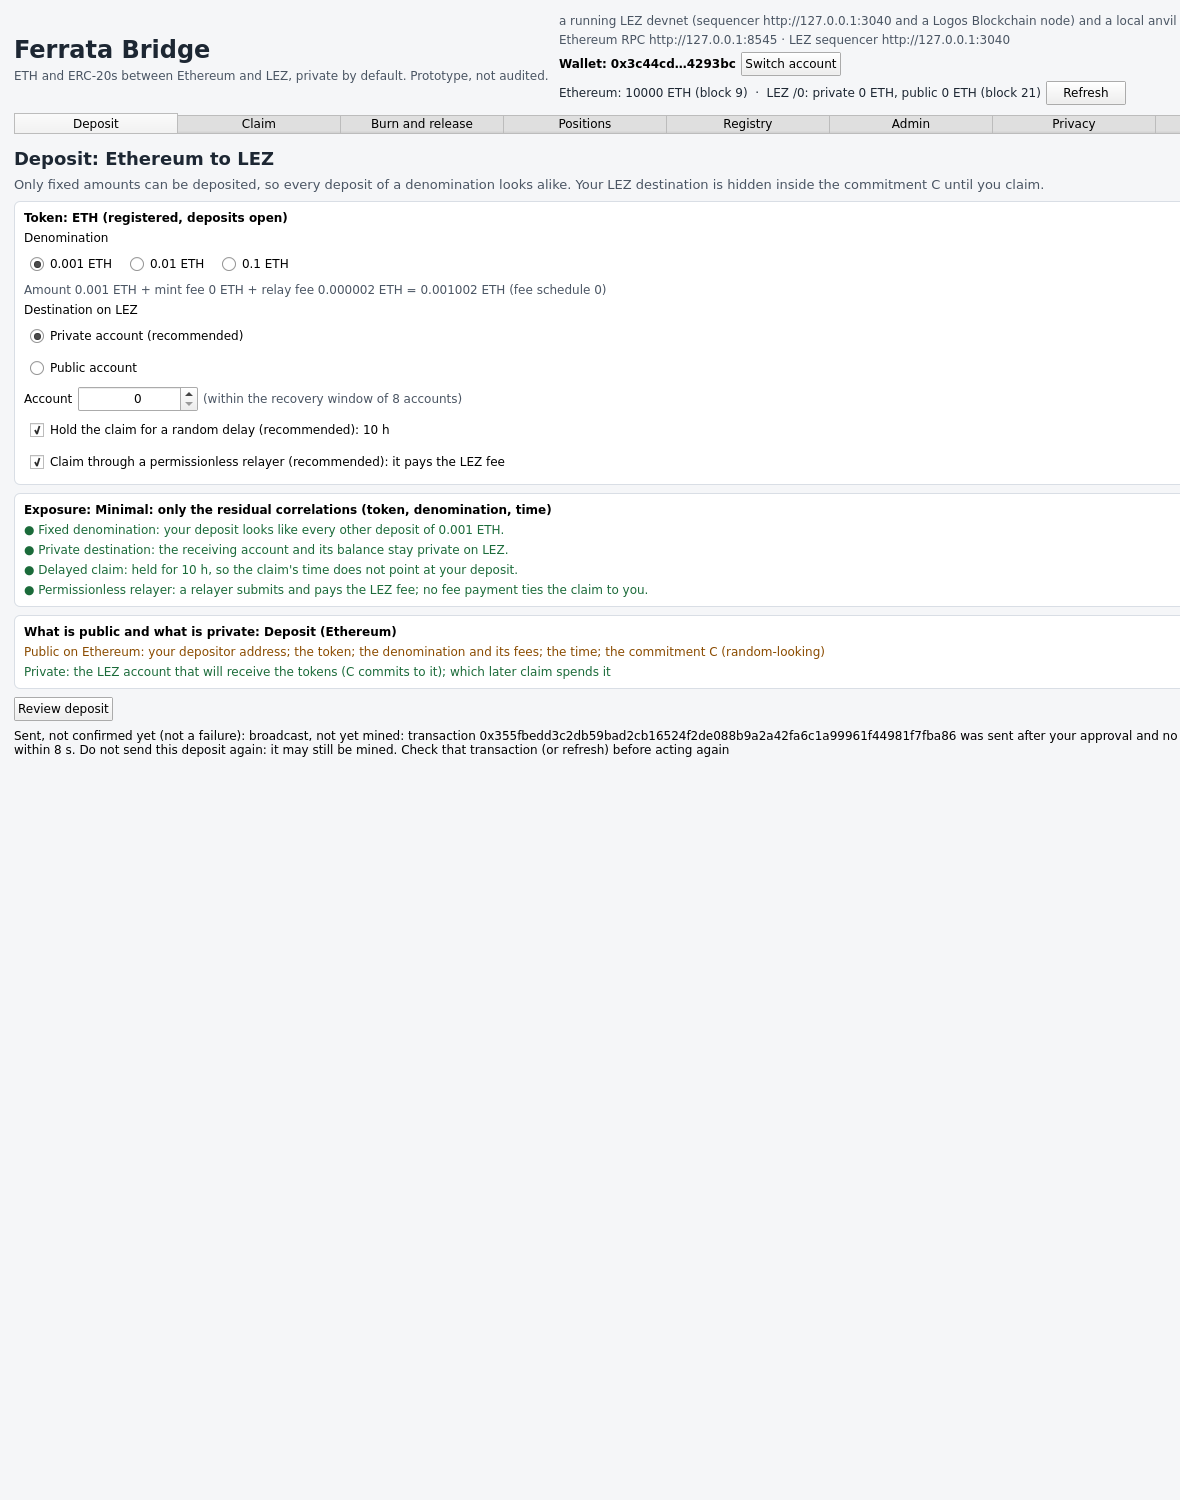 Ferrata Bridge
ETH and ERC-20s between Ethereum and LEZ, private by default. Prototype, not audited.
a running LEZ devnet (sequencer http://127.0.0.1:3040 and a Logos Blockchain node) and a local anvil
Ethereum RPC http://127.0.0.1:8545 · LEZ sequencer http://127.0.0.1:3040
Wallet: 0x3c44cd…4293bc Switch account
Ethereum: 10000 ETH (block 9) · LEZ /0: private 0 ETH, public 0 ETH (block 21) Refresh
Deposit Claim Burn and release Positions Registry Admin Privacy
Deposit: Ethereum to LEZ
Only fixed amounts can be deposited, so every deposit of a denomination looks alike. Your LEZ destination is hidden inside the commitment C until you claim.
Token: ETH (registered, deposits open)
Denomination
0.001 ETH 0.01 ETH 0.1 ETH
Amount 0.001 ETH + mint fee 0 ETH + relay fee 0.000002 ETH = 0.001002 ETH (fee schedule 0)
Destination on LEZ
Private account (recommended)
Public account
Account 0 (within the recovery window of 8 accounts)
Hold the claim for a random delay (recommended): 10 h
Claim through a permissionless relayer (recommended): it pays the LEZ fee
Exposure: Minimal: only the residual correlations (token, denomination, time)
● Fixed denomination: your deposit looks like every other deposit of 0.001 ETH.
● Private destination: the receiving account and its balance stay private on LEZ.
● Delayed claim: held for 10 h, so the claim's time does not point at your deposit.
● Permissionless relayer: a relayer submits and pays the LEZ fee; no fee payment ties the claim to you.
What is public and what is private: Deposit (Ethereum)
Public on Ethereum: your depositor address; the token; the denomination and its fees; the time; the commitment C (random-looking)
Private: the LEZ account that will receive the tokens (C commits to it); which later claim spends it
Review deposit
Sent, not confirmed yet (not a failure): broadcast, not yet mined: transaction 0x355fbedd3c2db59bad2cb16524f2de088b9a2a42fa6c1a99961f44981f7fba86 was sent after your approval and no
within 8 s. Do not send this deposit again: it may still be mined. Check that transaction (or refresh) before acting again